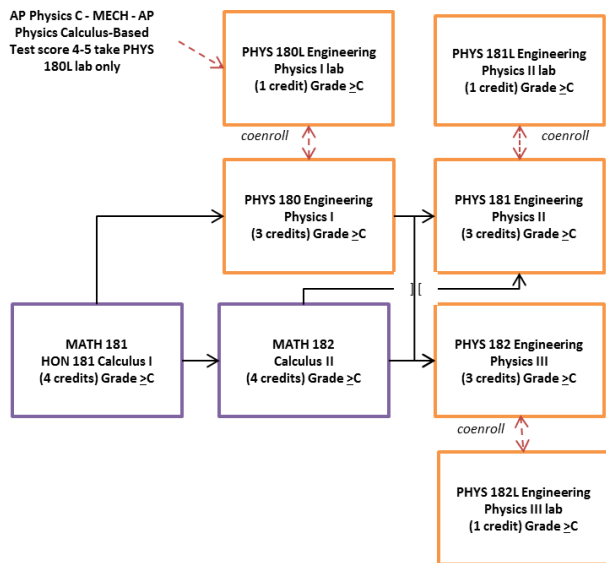 AP Physics C - MECH - AP
Physics Calculus-Based
Test score 4-5 take PHYS
180L lab only
PHYS 180L Engineering
Physics I lab
(1 credit) Grade >C
PHYS 181L Engineering
Physics II lab
(1 credit) Grade >C
coenroll
coenroll
PHYS 180 Engineering
Physics I
(3 credits) Grade >C
PHYS 181 Engineering
Physics II
(3 credits) Grade >C
] [
MATH 181
HON 181 Calculus I
(4 credits) Grade >C
MATH 182
Calculus II
(4 credits) Grade >C
PHYS 182 Engineering
Physics III
(3 credits) Grade >C
coenroll
PHYS 182L Engineering
Physics III lab
(1 credit) Grade >C